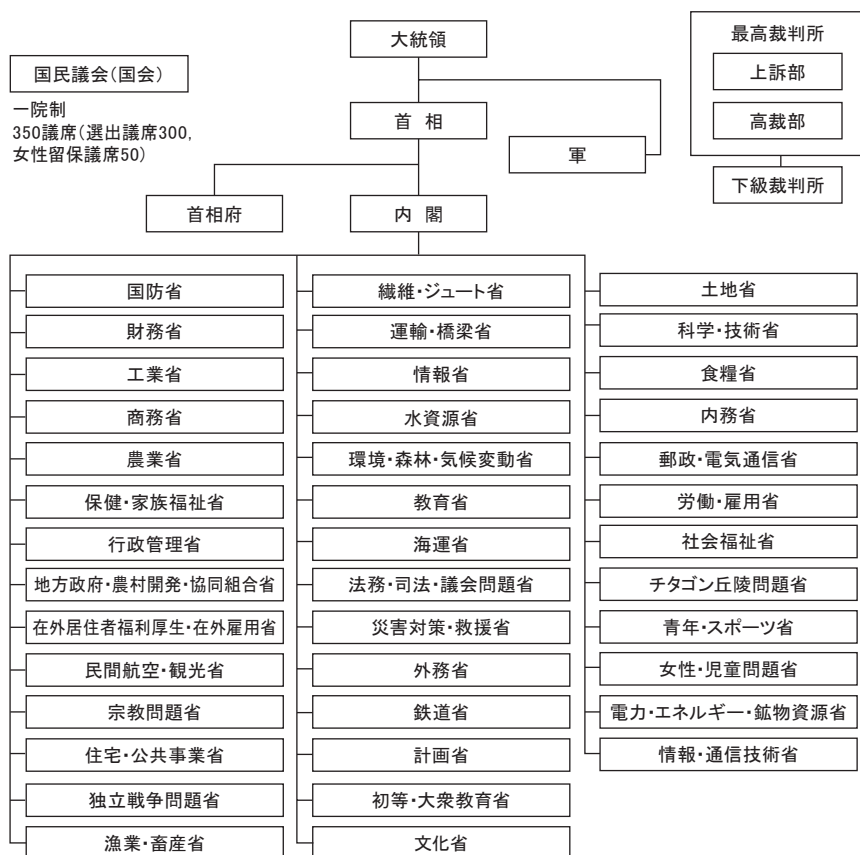 大統領
国民議会(国会)
一院制
350議席(選出議席300,
女性留保議席50)
首 相
軍
最高裁判所
上訴部
高裁部
下級裁判所
首相府
内 閣
国防省
財務省
工業省
商務省
農業省
保健・家族福祉省
行政管理省
地方政府・農村開発・協同組合省
在外居住者福利厚生・在外雇用省
民間航空・観光省
宗教問題省
住宅・公共事業省
独立戦争問題省
漁業・畜産省
繊維・ジュート省
運輸・橋梁省
情報省
水資源省
環境・森林・気候変動省
教育省
海運省
法務・司法・議会問題省
災害対策・救援省
外務省
鉄道省
計画省
初等・大衆教育省
文化省
土地省
科学・技術省
食糧省
内務省
郵政・電気通信省
労働・雇用省
社会福祉省
チタゴン丘陵問題省
青年・スポーツ省
女性・児童問題省
電力・エネルギー・鉱物資源省
情報・通信技術省